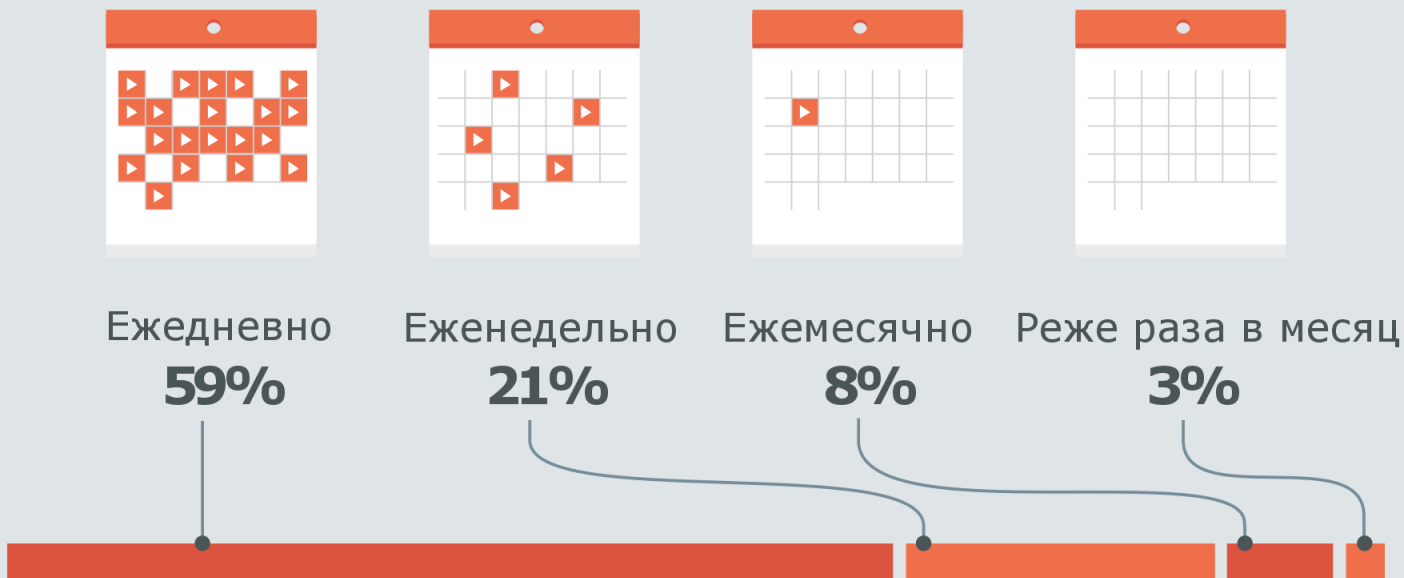 Ежедневно
59%
Еженедельно
21%
Ежемесячно
8%
Реже раза в месяц
3%